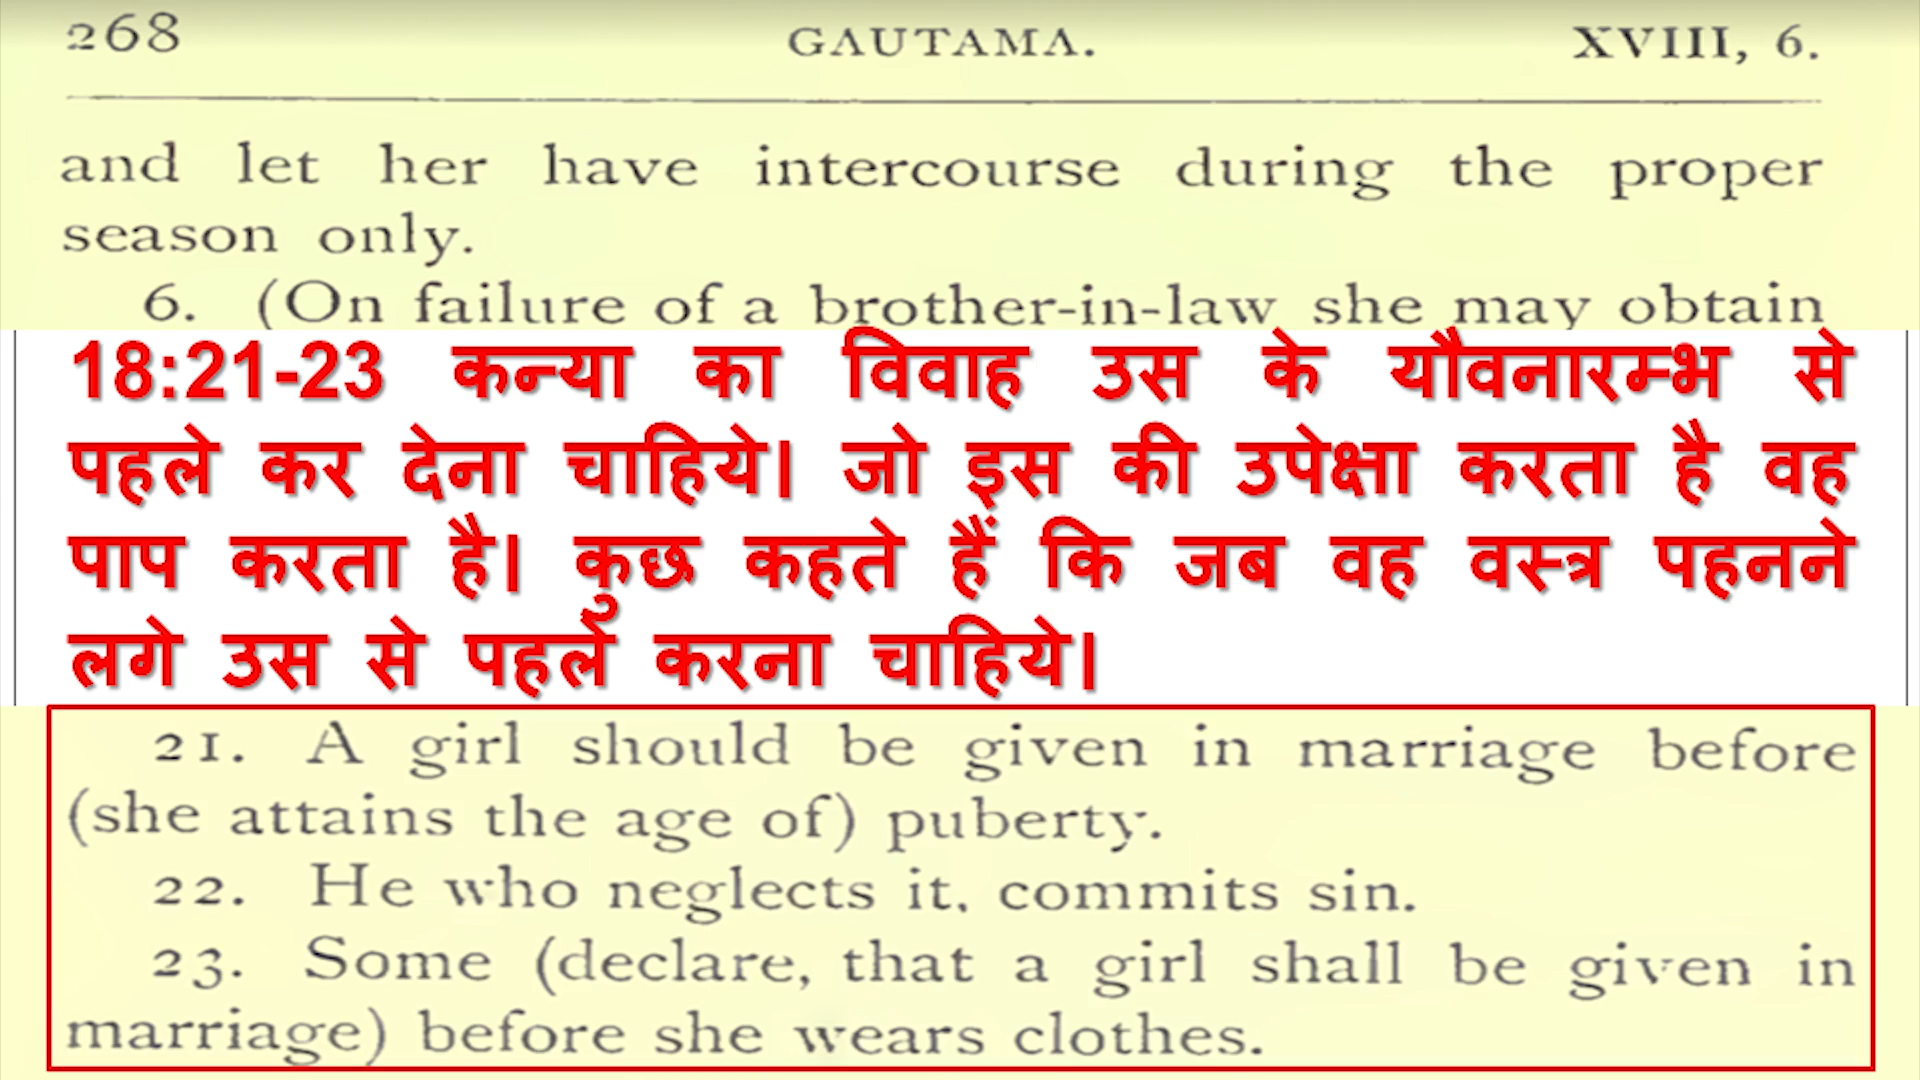 268 GAUTAMA. XVIII, 6.
and let her have intercourse during the proper
season only.
6. (On failure of a brother-in-law she may obtain
18:21-23 कन्या का विवाह उस के यौवनारम्भ से
पहले कर देना चाहिये। जो इस की उपेक्षा करता है वह
पाप करता है। कुछ कहते हैं कि जब वह वस्त्र पहनने
लगे उस से पहले करना चाहिये।
21. A girl should be given in marriage before
(she attains the age of) puberty.
22. He who neglects it, commits sin.
23. Some (declare, that a girl shall be given in
marriage) before she wears clothes.